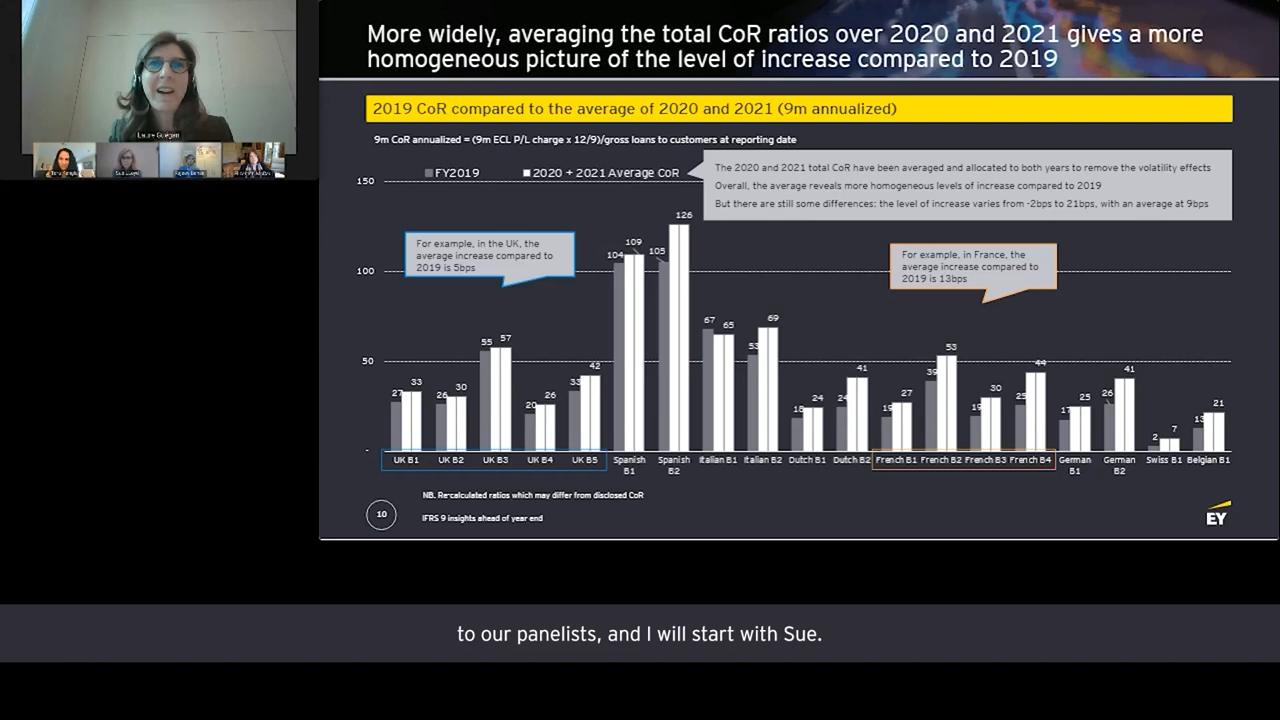 More widely, averaging the total CoR ratios over 2020 and 2021 gives a more
homogeneous picture of the level of increase compared to 2019
Laure Guégan
Sue Lloyd
2019 CoR compared to the average of 2020 and 2021 (9m annualized)
9m CoR annualized = (9m ECL P/L charge x 12/9)/gross loans to customers at reporting date
FY2019
2020 + 2021 Average CoR
The 2020 and 2021 total CoR have been averaged and allocated to both years to remove the volatility effects
Overall, the average reveals more homogeneous levels of increase compared to 2019
But there are still some differences: the level of increase varies from -2bps to 21bps, with an average at 9bps
For example, in the UK, the
average increase compared to
2019 is 5bps
For example, in France, the
average increase compared to
2019 is 13bps
150
100
50
-
27 33 26 30 55 57 20 26 33 42 104 109 105 126 67 65 53 69 18 24 24 41 19 27 39 53 19 30 25 44 17 25 26 41 2 7 13 21
UK B1 UK B2 UK B3 UK B4 UK B5 Spanish B1 Spanish B2 Italian B1 Italian B2 Dutch B1 Dutch B2 French B1 French B2 French B3 French B4 German B1 German B2 Swiss B1 Belgian B1
NB. Re-calculated ratios which may differ from disclosed CoR
10
IFRS 9 insights ahead of year end
EY
to our panelists, and I will start with Sue.